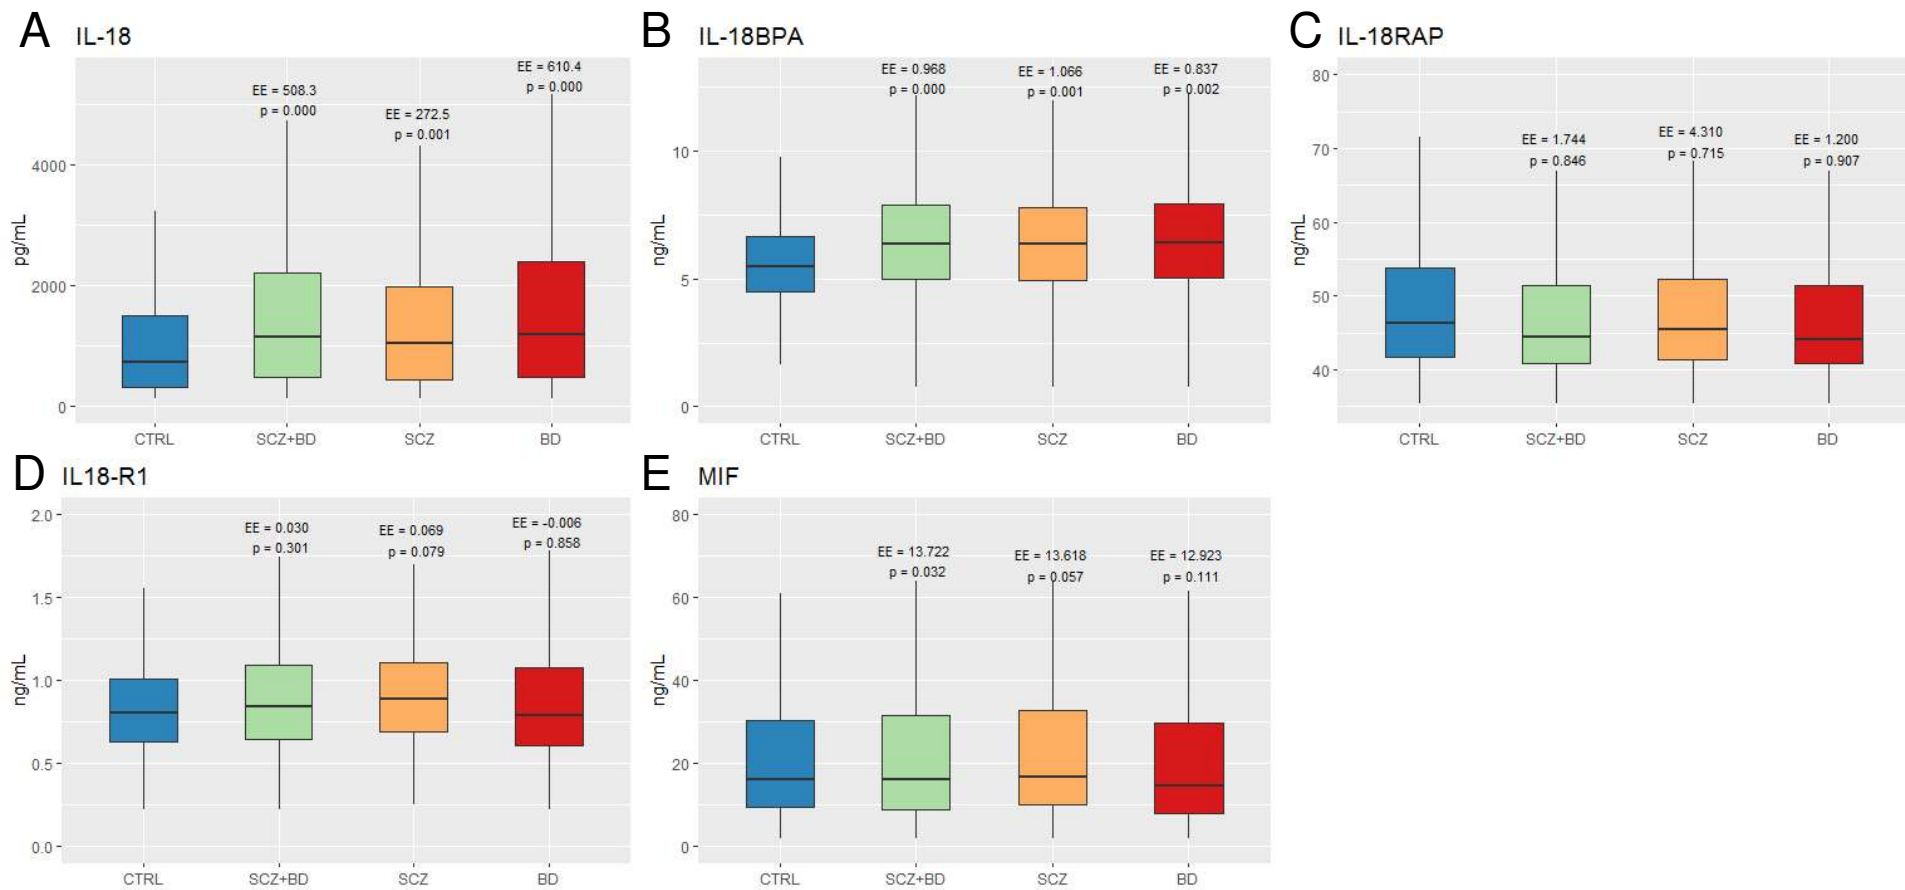 A IL-18
pg/mL
4000
2000
0
EE = 508.3
p = 0.000
EE = 272.5
p = 0.001
EE = 610.4
p = 0.000
CTRL SCZ+BD SCZ BD
B IL-18BPA
ng/mL
10
5
0
EE = 0.968
p = 0.000
EE = 1.066
p = 0.001
EE = 0.837
p = 0.002
CTRL SCZ+BD SCZ BD
C IL-18RAP
ng/mL
80
70
60
50
40
EE = 1.744
p = 0.846
EE = 4.310
p = 0.715
EE = 1.200
p = 0.907
CTRL SCZ+BD SCZ BD
D IL18-R1
ng/mL
2.0
1.5
1.0
0.5
0.0
EE = 0.030
p = 0.301
EE = 0.069
p = 0.079
EE = -0.006
p = 0.858
CTRL SCZ+BD SCZ BD
E MIF
ng/mL
80
60
40
20
0
EE = 13.722
p = 0.032
EE = 13.618
p = 0.057
EE = 12.923
p = 0.111
CTRL SCZ+BD SCZ BD